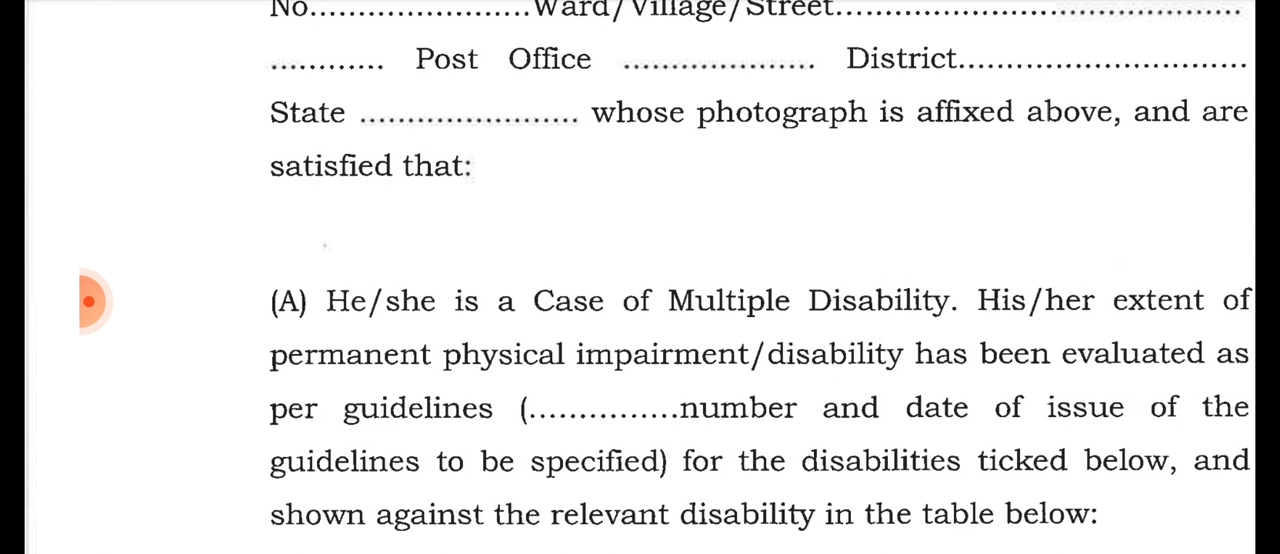 No.......................Ward/Village/Street...........................................
............ Post Office .................... District..............................
State ....................... whose photograph is affixed above, and are
satisfied that:
(A) He/she is a Case of Multiple Disability. His/her extent of
permanent physical impairment/disability has been evaluated as
per guidelines (................number and date of issue of the
guidelines to be specified) for the disabilities ticked below, and
shown against the relevant disability in the table below: